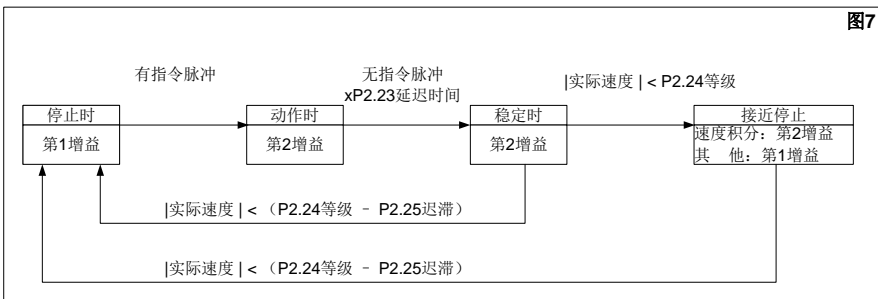 图7
有指令脉冲
无指令脉冲
xP2.23延迟时间
|实际速度 | < P2.24等级
停止时
第1增益
动作时
第2增益
稳定时
第2增益
接近停止
速度积分：第2增益
其 他：第1增益
|实际速度 | < （P2.24等级 - P2.25迟滞）
|实际速度 | < （P2.24等级 - P2.25迟滞）